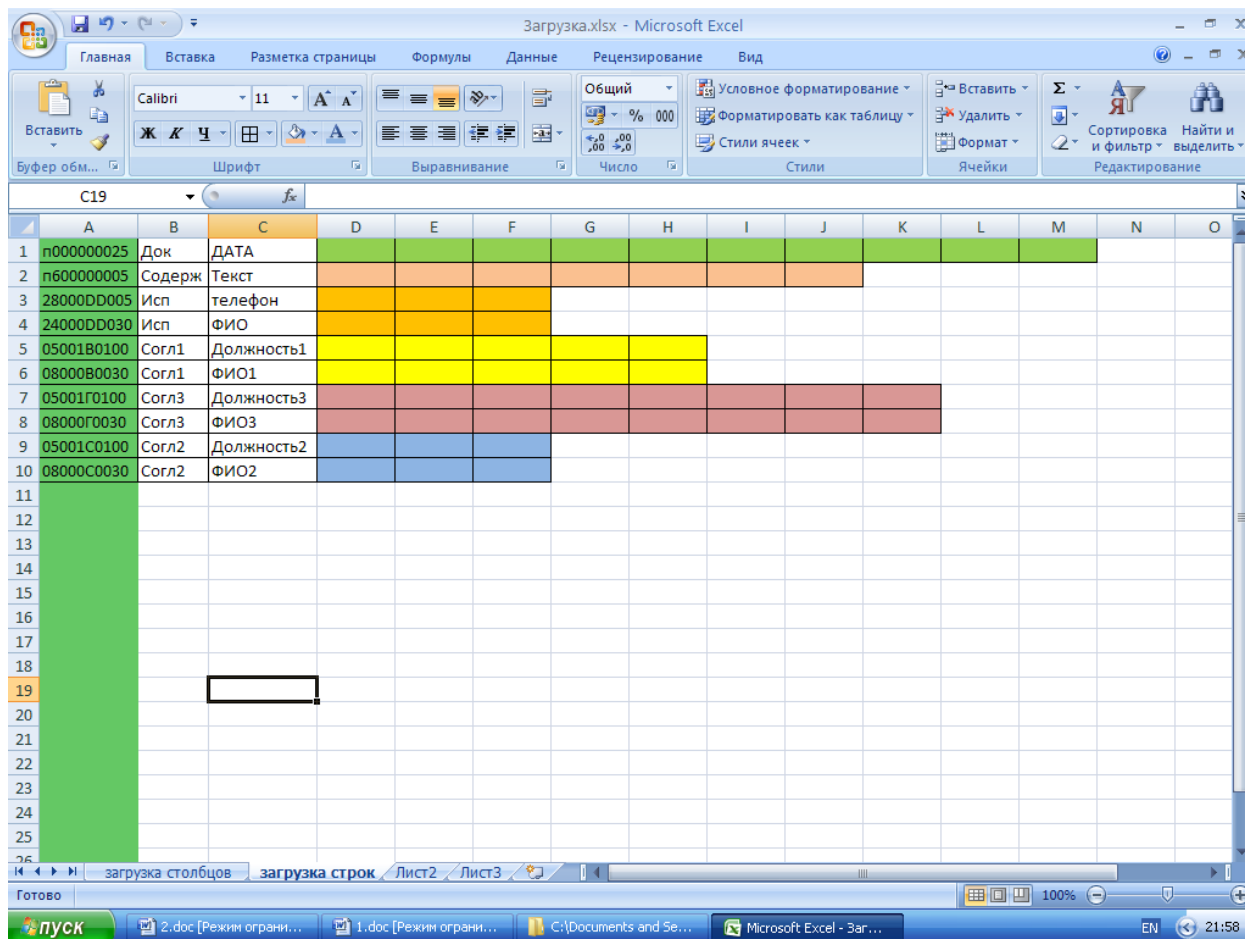 Загрузка.xlsx - Microsoft Excel
Главная Вставка Разметка страницы Формулы Данные Рецензирование Вид
Вставить
Calibri 11
Ж К Ч
Общий
% 000
Условное форматирование
Форматировать как таблицу
Стили ячеек
Вставить
Удалить
Формат
Σ
Сортировка и фильтр
Найти и выделить
Буфер обм... Шрифт Выравнивание Число Стили Ячейки Редактирование
C19 fx
A B C D E F G H I J K L M N O
1 п000000025 Док ДАТА
2 п600000005 Содерж Текст
3 28000DD005 Исп телефон
4 24000DD030 Исп ФИО
5 05001B0100 Согл1 Должность1
6 08000B0030 Согл1 ФИО1
7 05001Г0100 Согл3 Должность3
8 08000Г0030 Согл3 ФИО3
9 05001C0100 Согл2 Должность2
10 08000C0030 Согл2 ФИО2
11
12
13
14
15
16
17
18
19
20
21
22
23
24
25
26
загрузка столбцов загрузка строк Лист2 Лист3
Готово 100%
пуск 2.doc [Режим ограни... 1.doc [Режим ограни... C:\Documents and Se... Microsoft Excel - Заг... EN 21:58